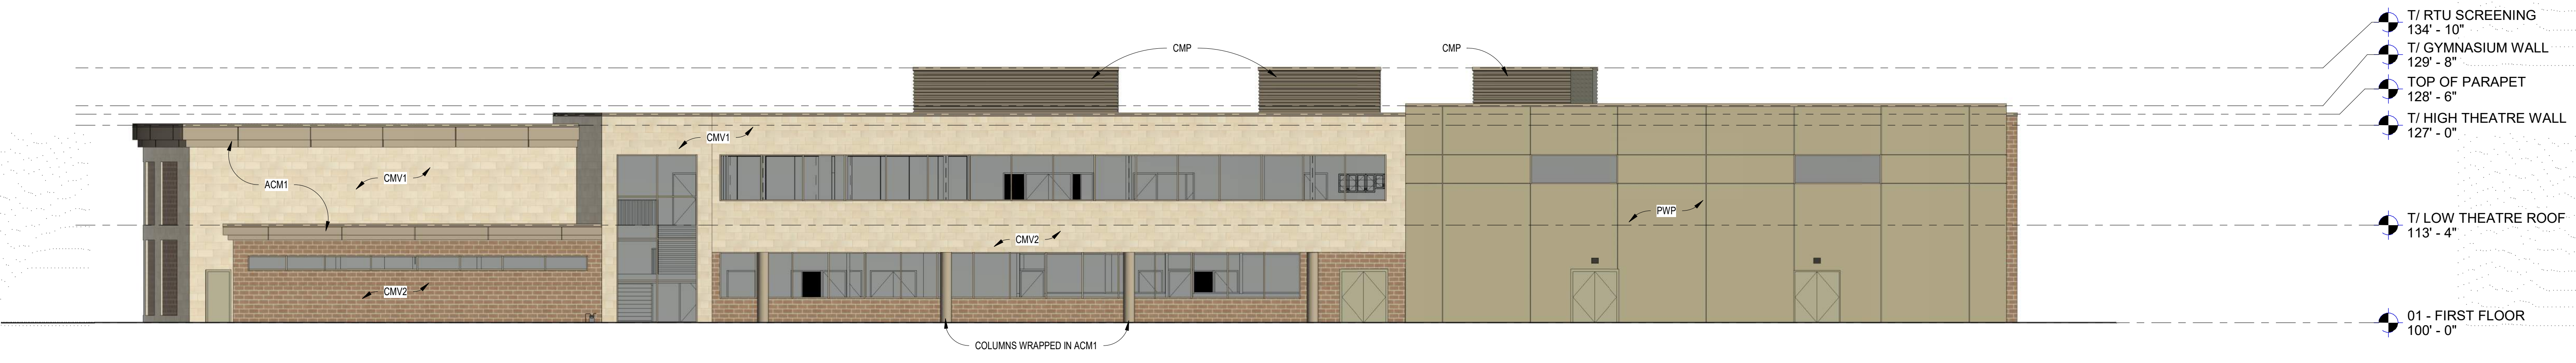 T/ RTU SCREENING
134' - 10"
T/ GYMNASIUM WALL
129' - 8"
TOP OF PARAPET
128' - 6"
T/ HIGH THEATRE WALL
127' - 0"
T/ LOW THEATRE ROOF
113' - 4"
01 - FIRST FLOOR
100' - 0"
CMP
CMP
CMV1
CMV1
ACM1
PWP
CMV2
CMV2
COLUMNS WRAPPED IN ACM1